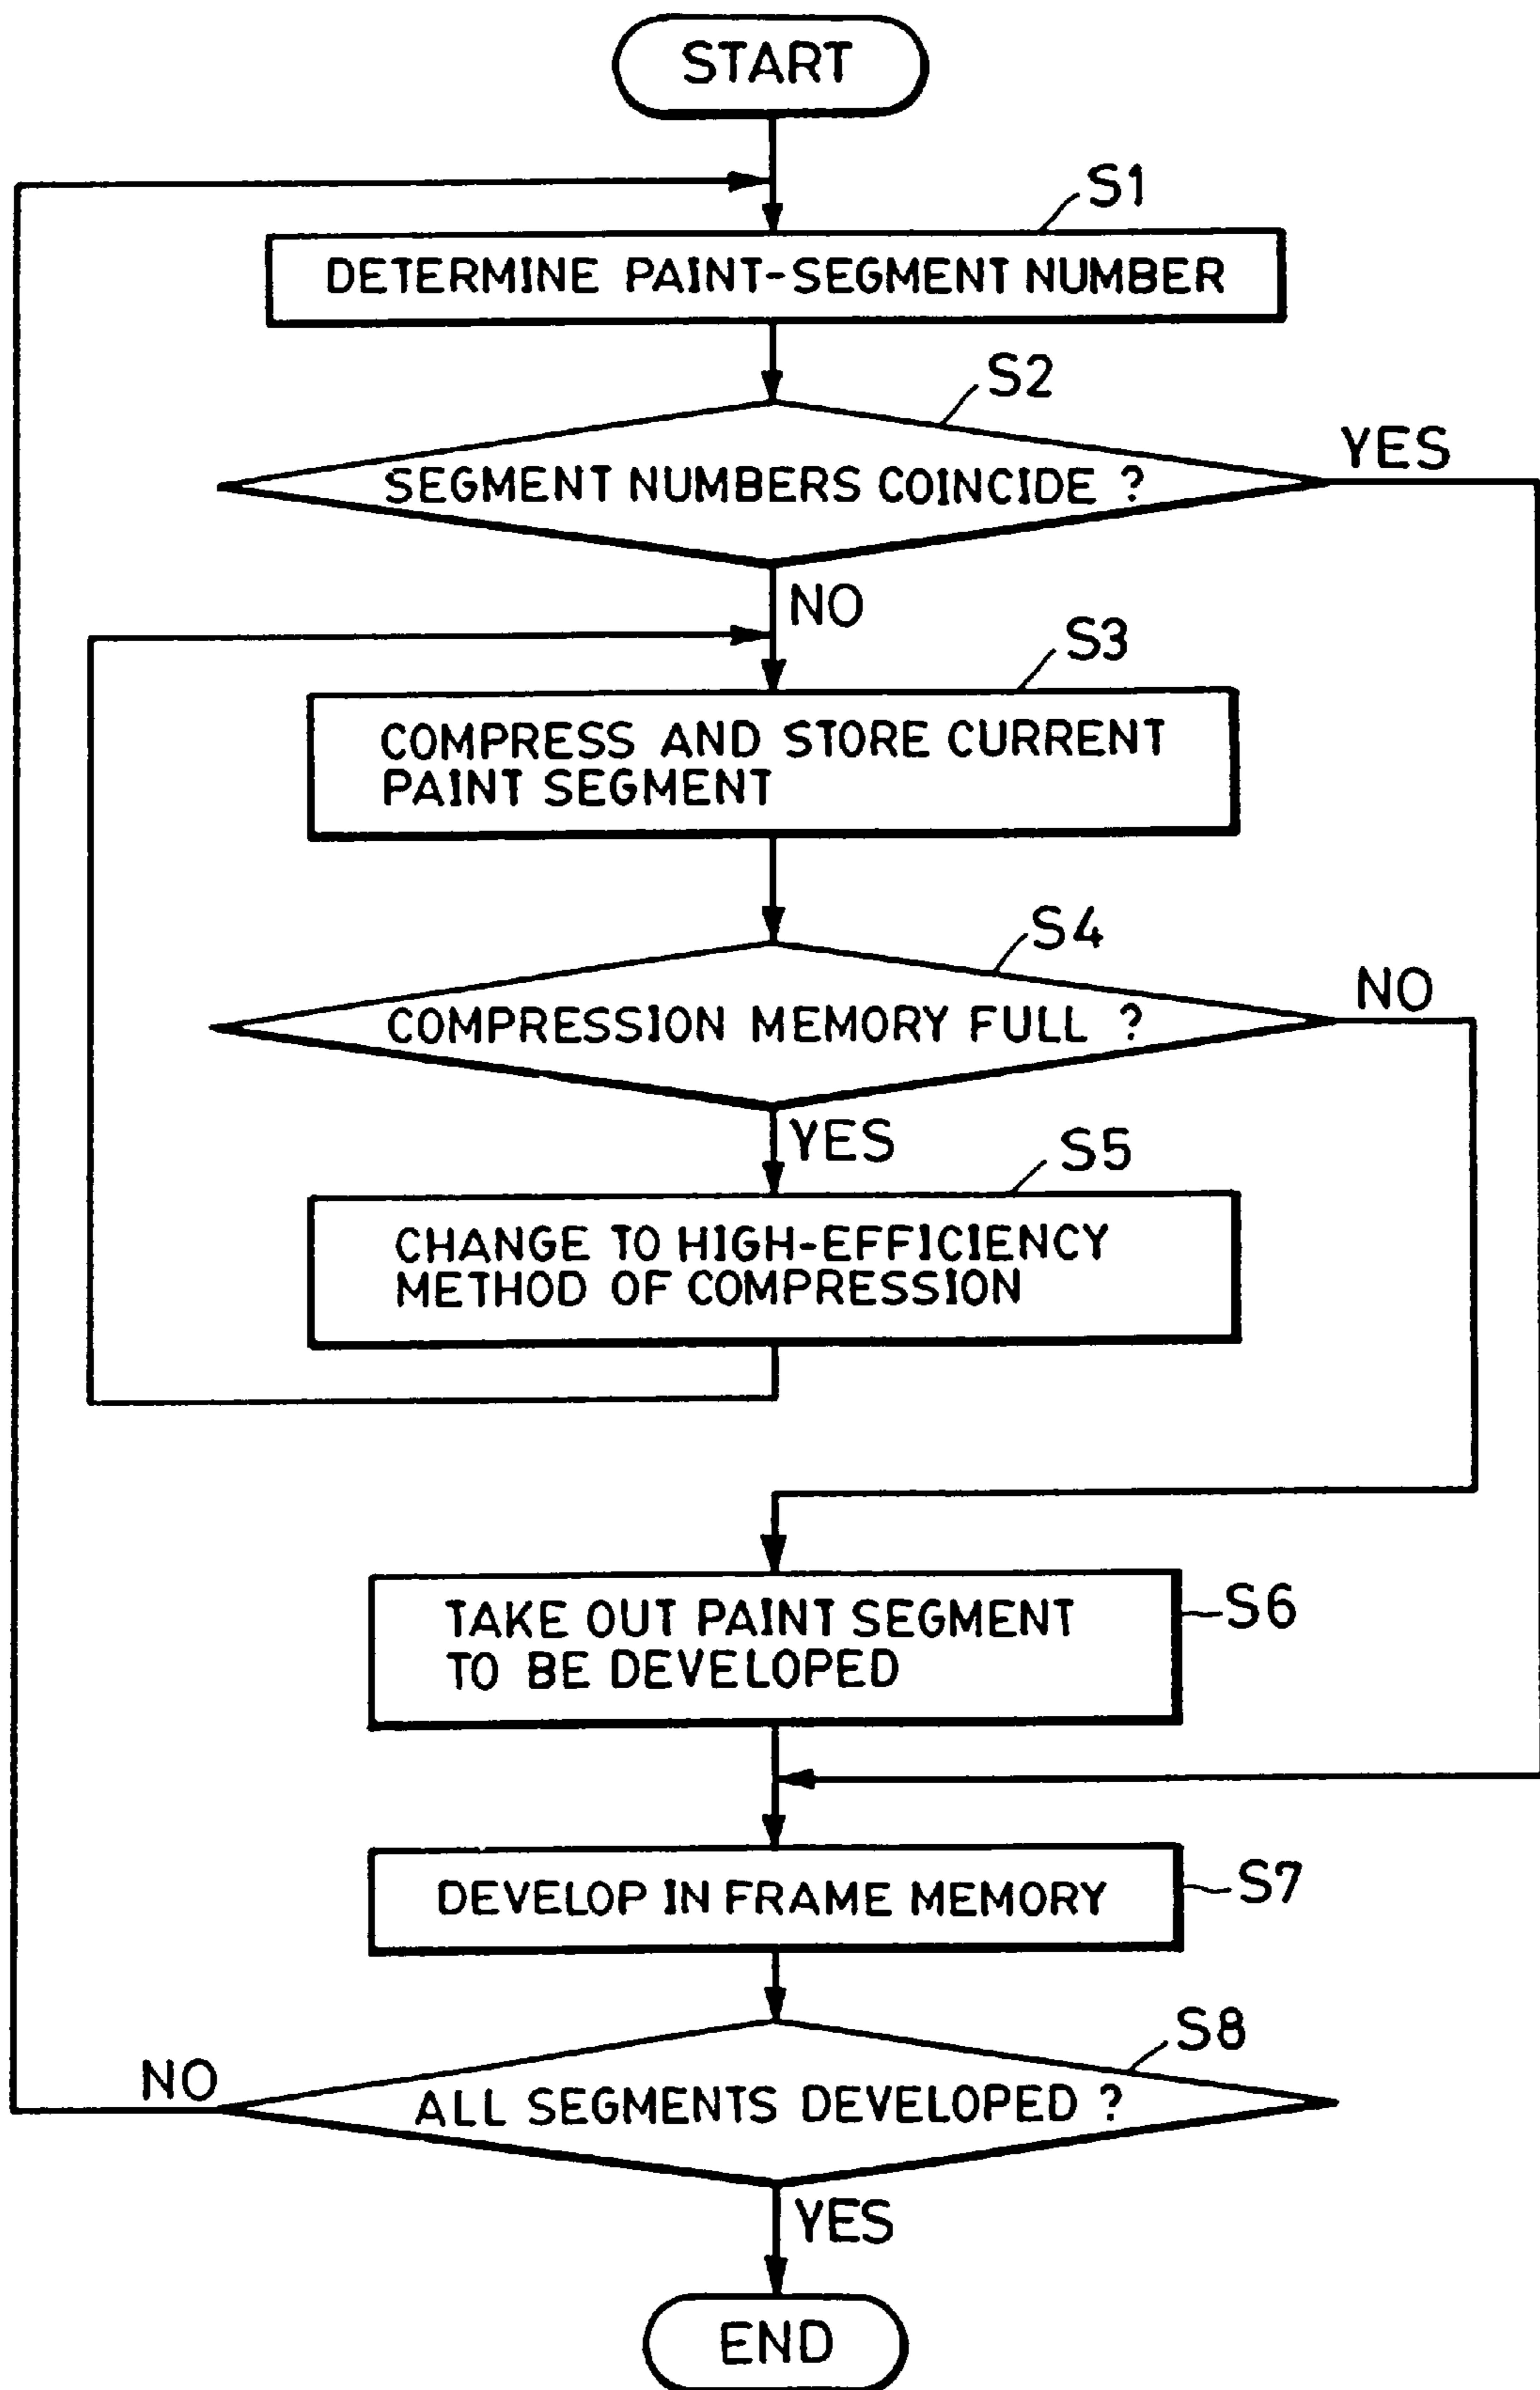 START
S1
DETERMINE PAINT-SEGMENT NUMBER
S2
SEGMENT NUMBERS COINCIDE ?
YES
NO
S3
COMPRESS AND STORE CURRENT
PAINT SEGMENT
S4
COMPRESSION MEMORY FULL ?
NO
YES
S5
CHANGE TO HIGH-EFFICIENCY
METHOD OF COMPRESSION
TAKE OUT PAINT SEGMENT
TO BE DEVELOPED
S6
DEVELOP IN FRAME MEMORY
S7
S8
NO
ALL SEGMENTS DEVELOPED ?
YES
END